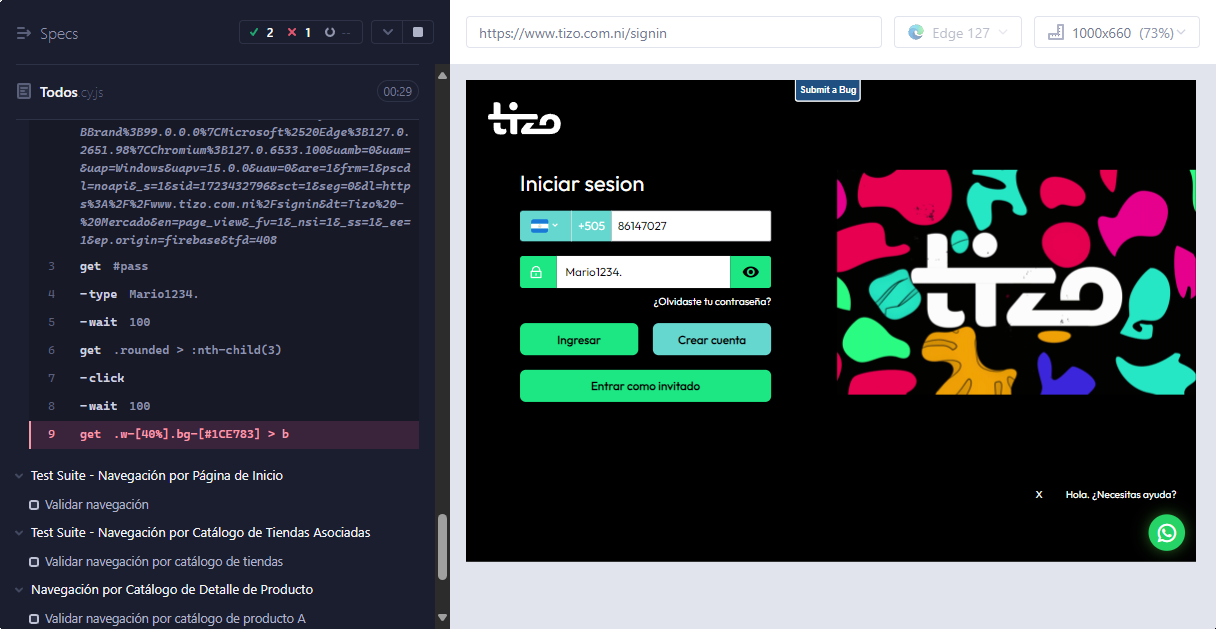 Specs
2
1
--
Todos.cy.js
00:29
BBrand%3B99.0.0.0%7CMicrosoft%2520Edge%3B127.0.
2651.98%7CChromium%3B127.0.6533.100&uamb=0&uam=
&uap=Windows&uapv=15.0.0&uaw=0&are=1&frm=1&pscd
l=noapi&_s=1&sid=1723432796&sct=1&seg=0&dl=http
s%3A%2F%2Fwww.tizo.com.ni%2Fsignin&dt=Tizo%20-
%20Mercado&en=page_view&_fv=1&_nsi=1&_ss=1&_ee=
1&ep.origin=firebase&tfd=408
3 get #pass
4 -type Mario1234.
5 -wait 100
6 get .rounded > :nth-child(3)
7 -click
8 -wait 100
9 get .w-[40%].bg-[#1CE783] > b
Test Suite - Navegación por Página de Inicio
Validar navegación
Test Suite - Navegación por Catálogo de Tiendas Asociadas
Validar navegación por catálogo de tiendas
Navegación por Catálogo de Detalle de Producto
Validar navegación por catálogo de producto A
https://www.tizo.com.ni/signin
Edge 127
1000x660 (73%)
Submit a Bug
tizo
Iniciar sesion
+505 86147027
Mario1234.
¿Olvidaste tu contraseña?
Ingresar
Crear cuenta
Entrar como invitado
tizo
X Hola. ¿Necesitas ayuda?